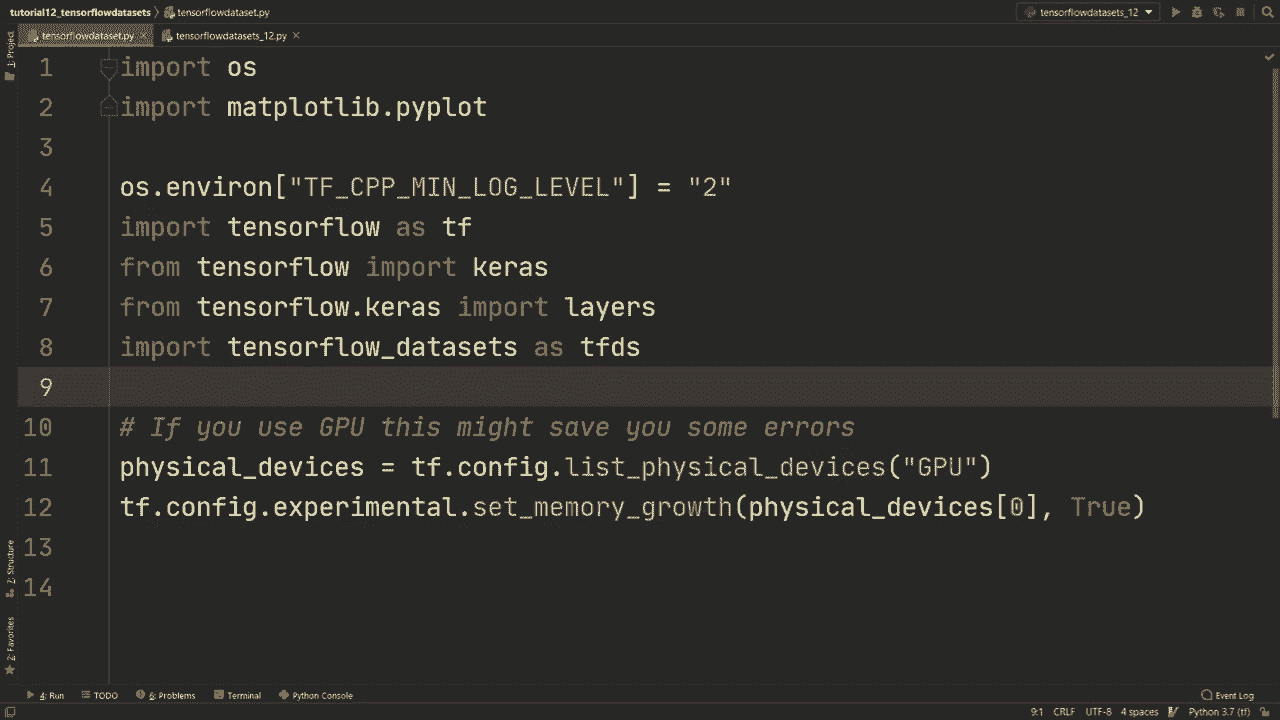 tutorial12_tensorflowdatasets tensorflowdataset.py tensorflowdatasets_12
tensorflowdataset.py tensorflowdatasets_12.py
1: Project
1 import os
2 import matplotlib.pyplot
3
4 os.environ["TF_CPP_MIN_LOG_LEVEL"] = "2"
5 import tensorflow as tf
6 from tensorflow import keras
7 from tensorflow.keras import layers
8 import tensorflow_datasets as tfds
9
10 # If you use GPU this might save you some errors
11 physical_devices = tf.config.list_physical_devices("GPU")
12 tf.config.experimental.set_memory_growth(physical_devices[0], True)
13
14
Z: Structure
2: Favorites
4: Run TODO 6: Problems Terminal Python Console Event Log
9:1 CRLF UTF-8 4 spaces Python 3.7 (tf)